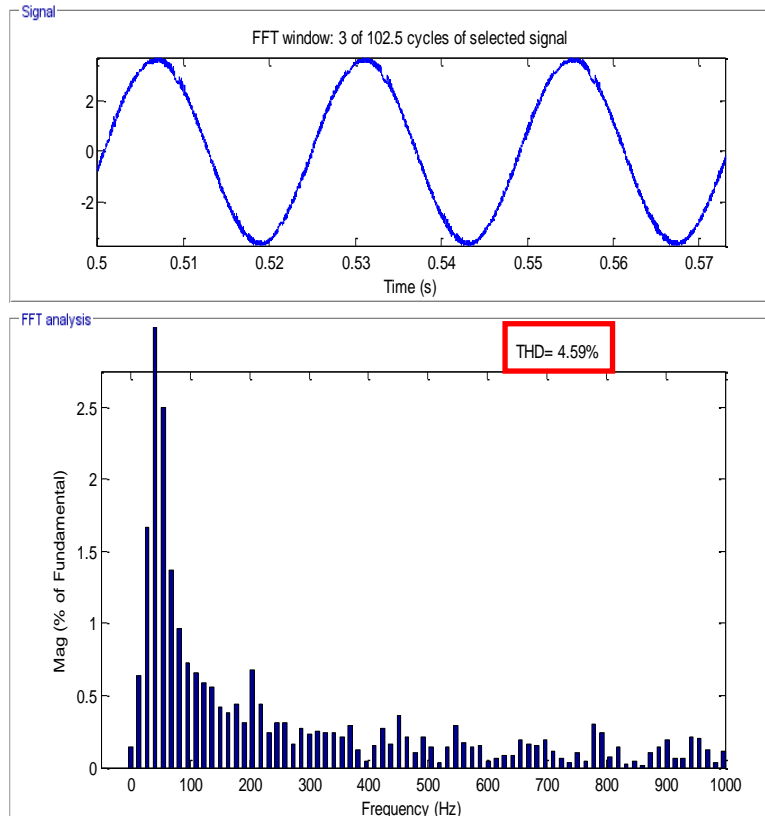 Signal
FFT window: 3 of 102.5 cycles of selected signal
2
0
-2
0.5 0.51 0.52 0.53 0.54 0.55 0.56 0.57
Time (s)
FFT analysis
THD= 4.59%
2.5
2
1.5
1
0.5
0
Mag (% of Fundamental)
0 100 200 300 400 500 600 700 800 900 1000
Frequency (Hz)